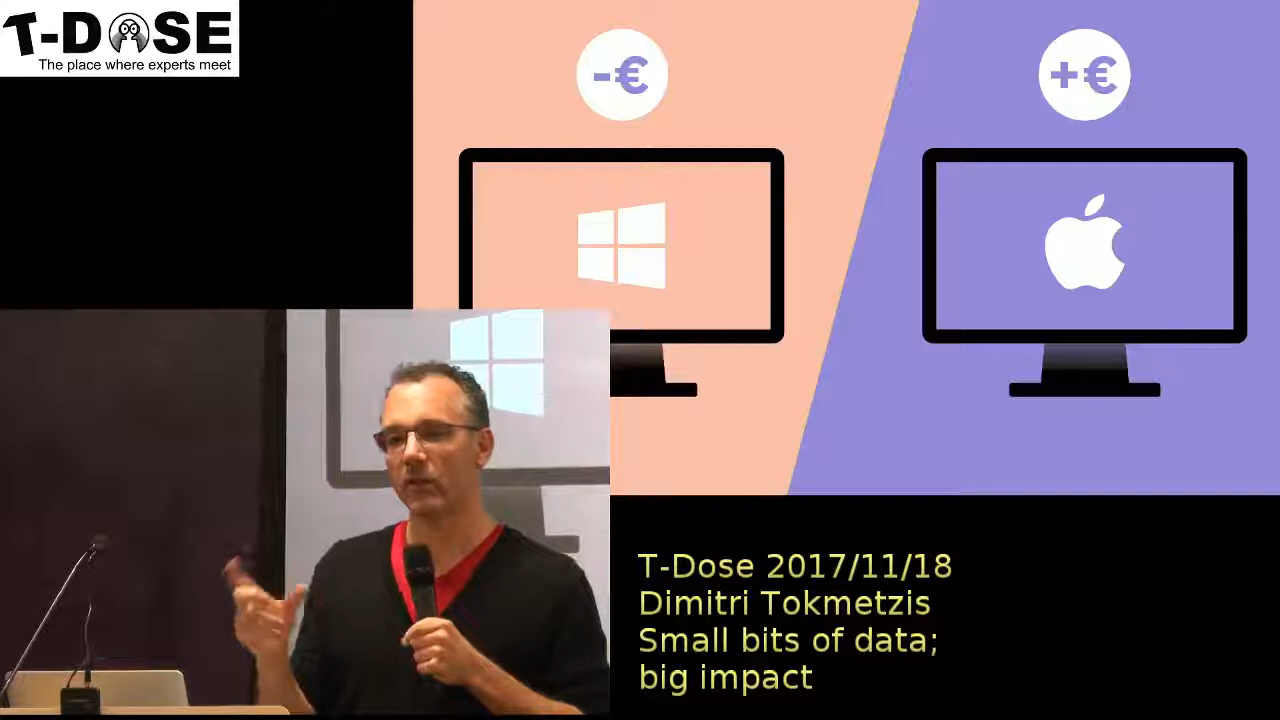 T-DOSE
The place where experts meet
-€
+€
T-Dose 2017/11/18
Dimitri Tokmetzis
Small bits of data;
big impact